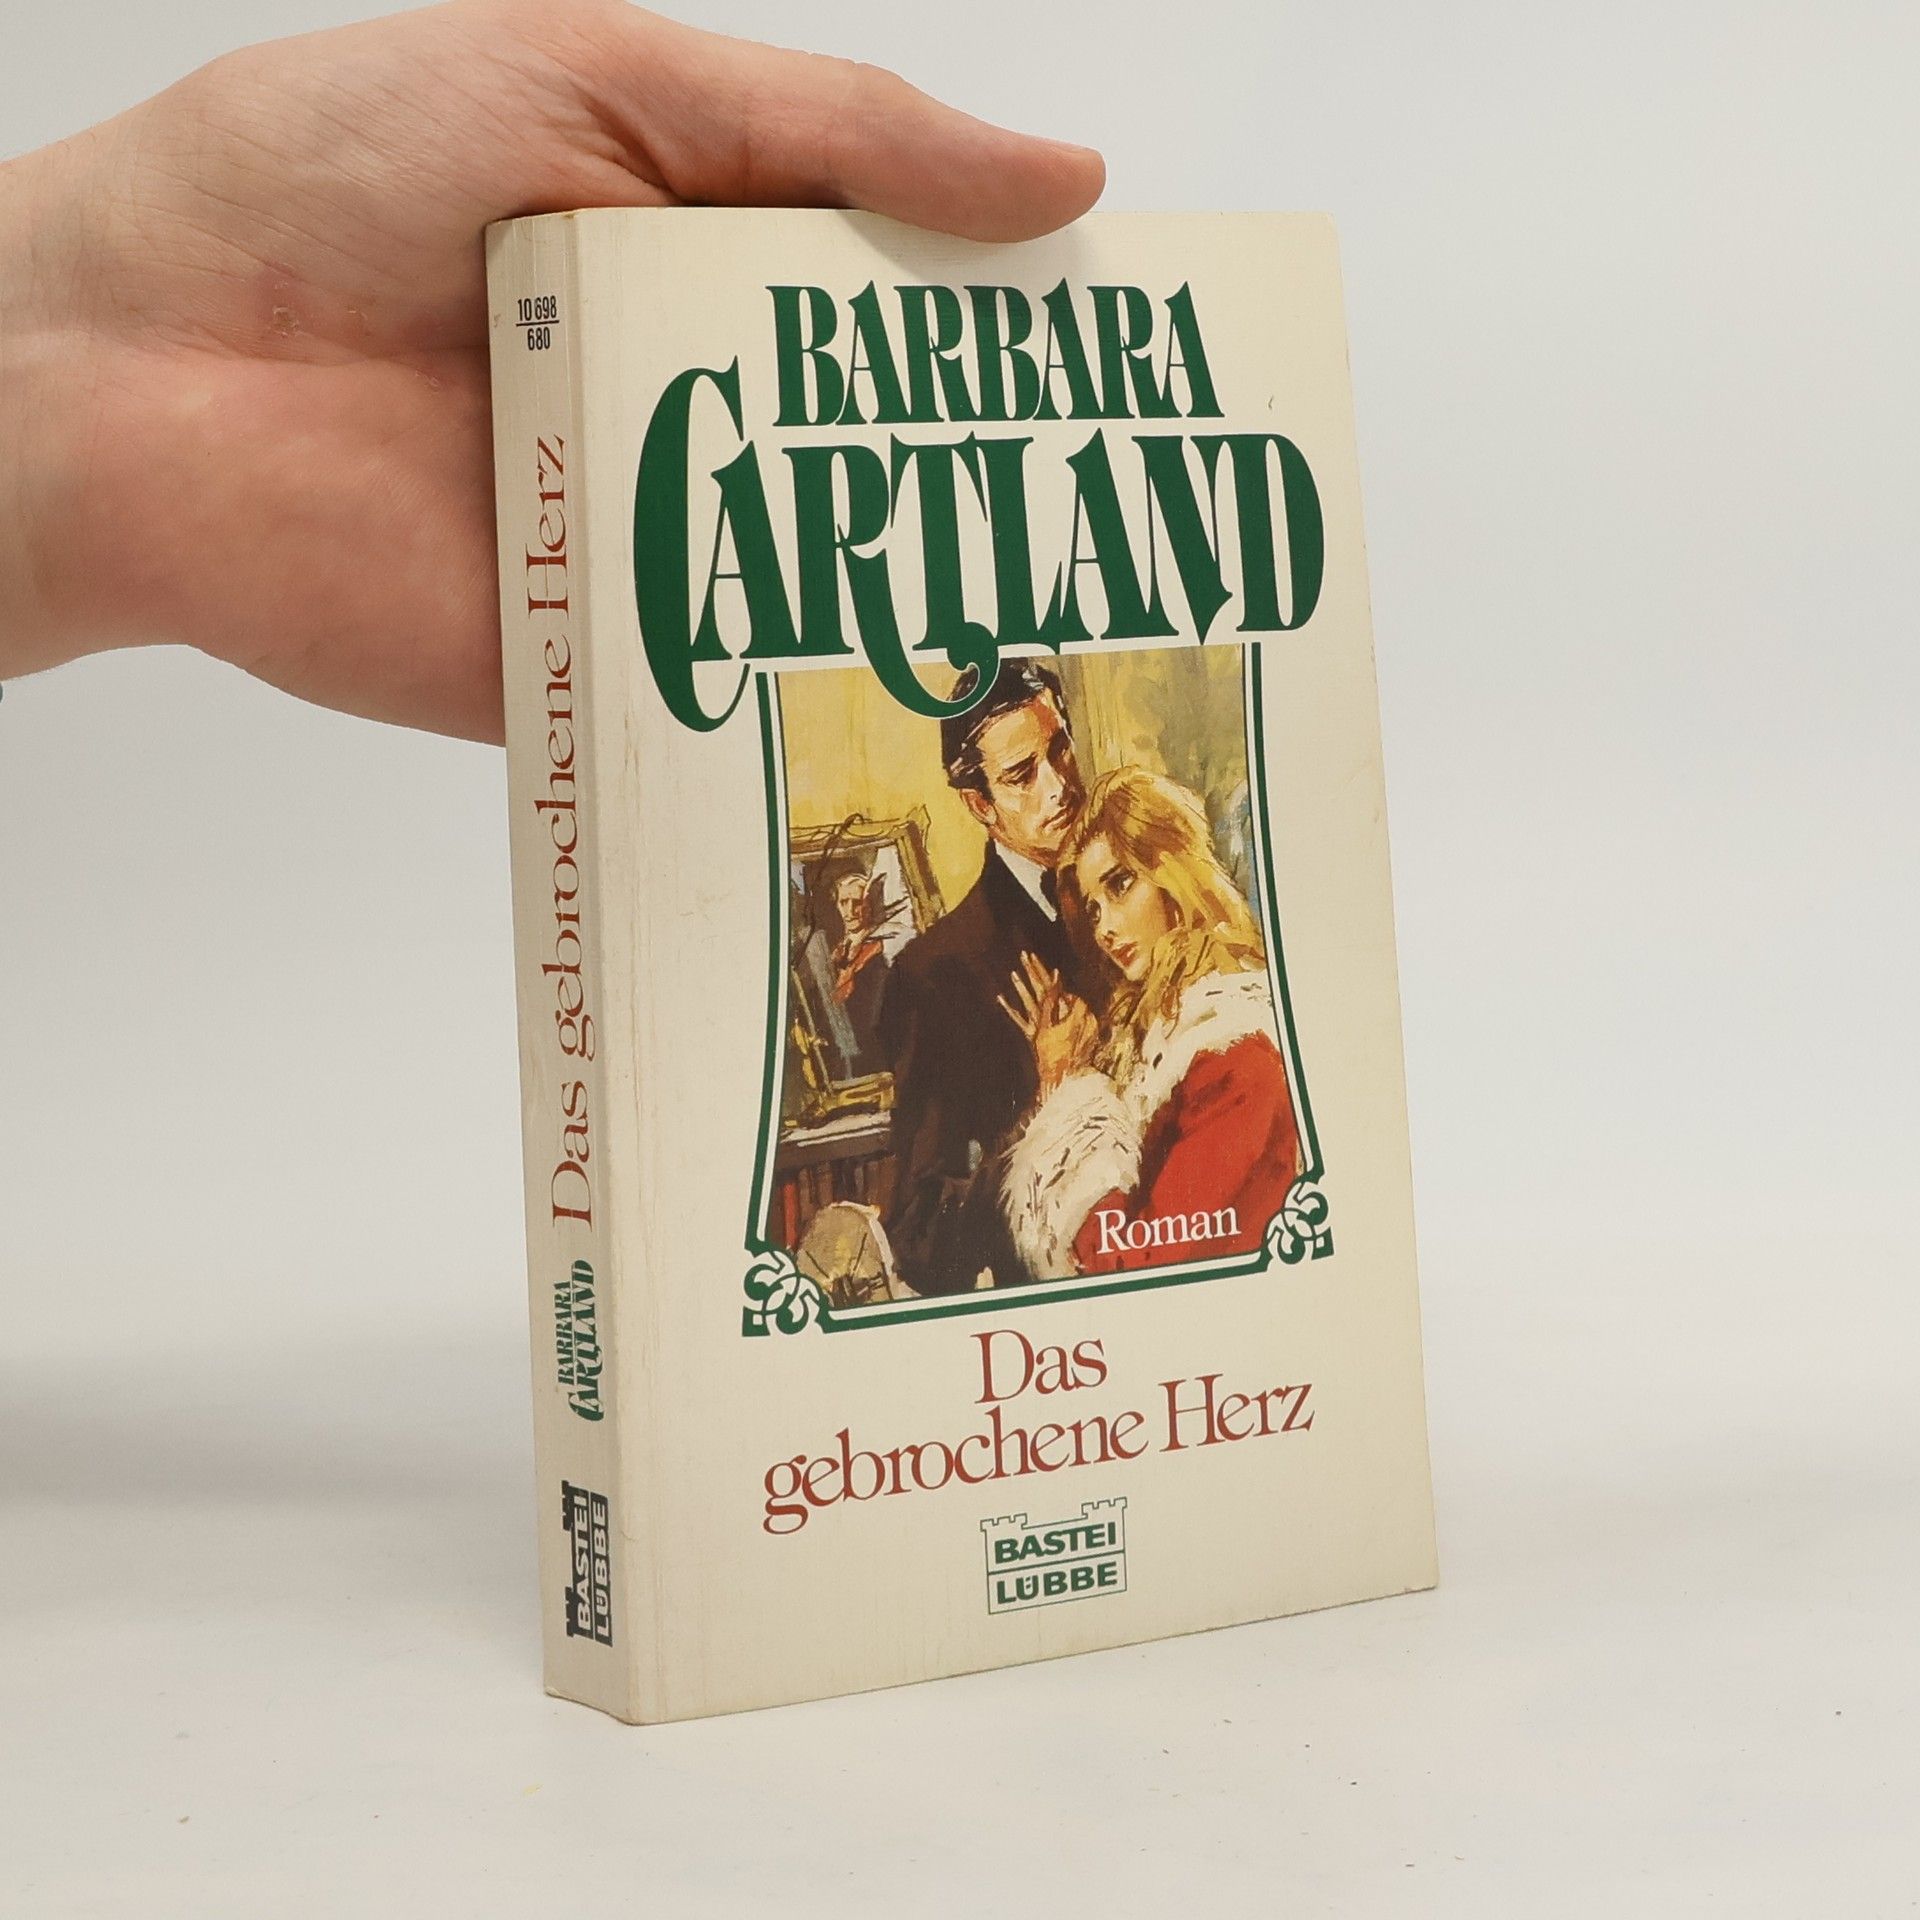 10 698
680
Das gebrochene Herz
BARBARA
CARTLAND
BASTEI
LÜBBE
BARBARA
CARTLAND
Roman
Das
gebrochene Herz
BASTEI
LÜBBE